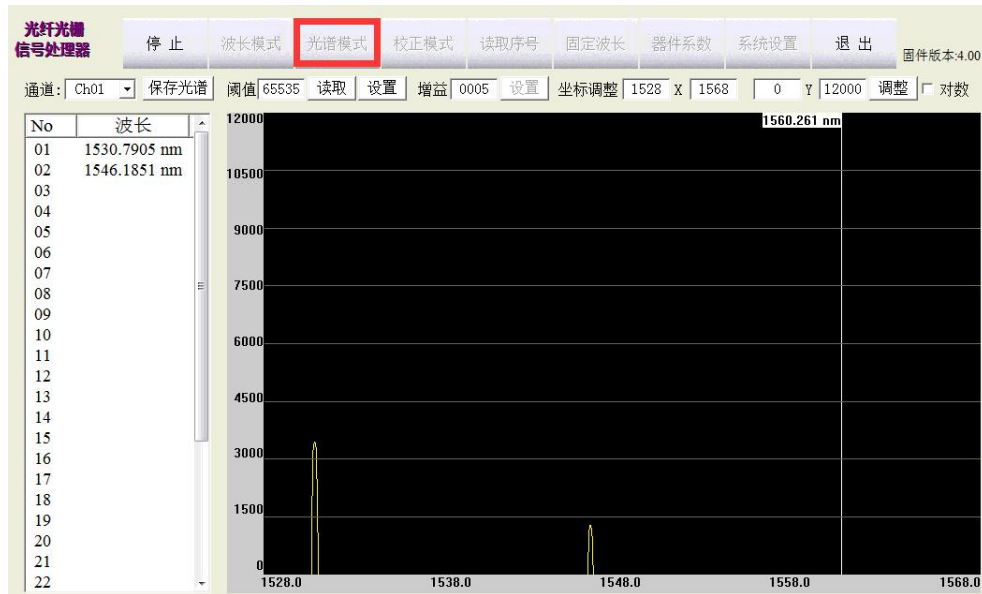 光纤光栅
信号处理器
停 止
波长模式
光谱模式
校正模式
读取序号
固定波长
器件系数
系统设置
退 出
固件版本:4.00
通道: Ch01 保存光谱 阈值 65535 读取 设置 增益 0005 设置 坐标调整 1528 X 1568 0 Y 12000 调整 对数
No 波长
01 1530.7905 nm
02 1546.1851 nm
03
04
05
06
07
08
09
10
11
12
13
14
15
16
17
18
19
20
21
22
1560.261 nm
12000
10500
9000
7500
6000
4500
3000
1500
0
1528.0 1538.0 1548.0 1558.0 1568.0